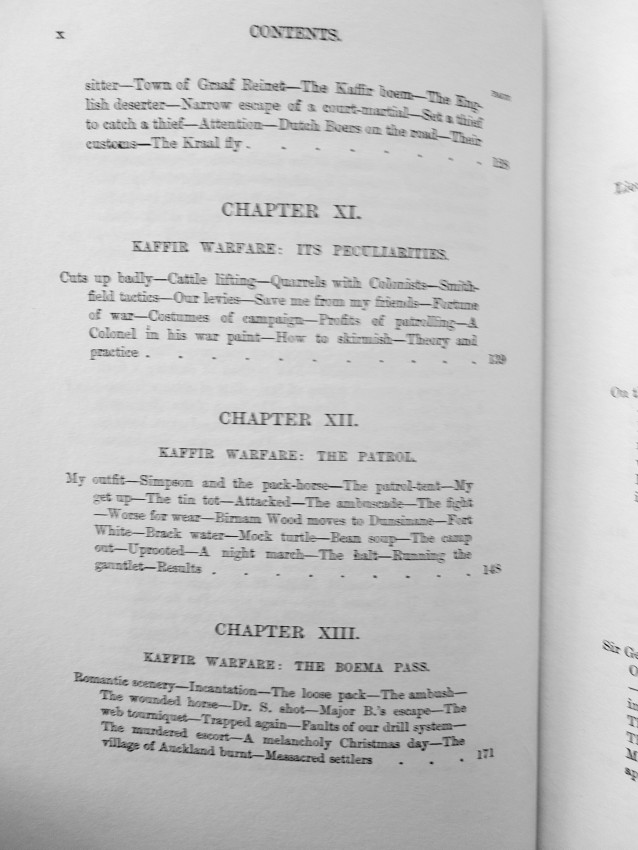 x
CONTENTS.
PAGE
sitter—Town of Graaf Reinet—The Kaffir boem—The Eng-
lish deserter—Narrow escape of a court-martial—Set a thief
to catch a thief—Attention—Dutch Boers on the road—Their
customs—The Kraal fly . . . . . . . . 128
CHAPTER XI.
KAFFIR WARFARE: ITS PECULIARITIES.
Cuts up badly—Cattle lifting—Quarrels with Colonists—Smith-
field tactics—Our levies—Save me from my friends—Fortune
of war—Costumes of campaign—Profits of patrolling—A
Colonel in his war paint—How to skirmish—Theory and
practice . . . . . . . . . . . 139
CHAPTER XII.
KAFFIR WARFARE: THE PATROL.
My outfit—Simpson and the pack-horse—The patrol-tent—My
get up—The tin tot—Attacked—The ambuscade—The fight
—Worse for wear—Birnam Wood moves to Dunsinane—Fort
White—Brack water—Mock turtle—Bean soup—The camp
out—Uprooted—A night march—The halt—Running the
gauntlet—Results . . . . . . . . . 148
CHAPTER XIII.
KAFFIR WARFARE: THE BOEMA PASS.
Romantic scenery—Incantation—The loose pack—The ambush—
The wounded horse—Dr. S. shot—Major B.'s escape—The
web tourniquet—Trapped again—Faults of our drill system—
The murdered escort—A melancholy Christmas day—The
village of Auckland burnt—Massacred settlers . . . 171
On
Sir